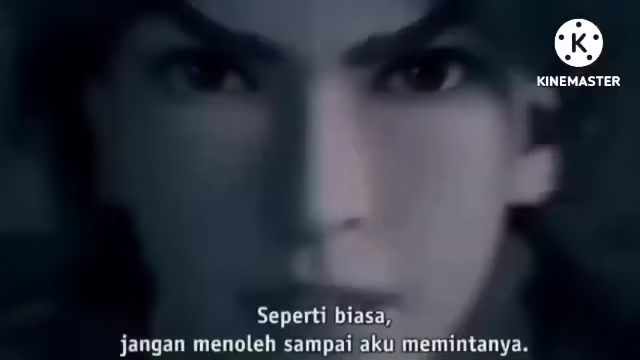 K
KINEMASTER
Seperti biasa,
jangan menoleh sampai aku memintanya.